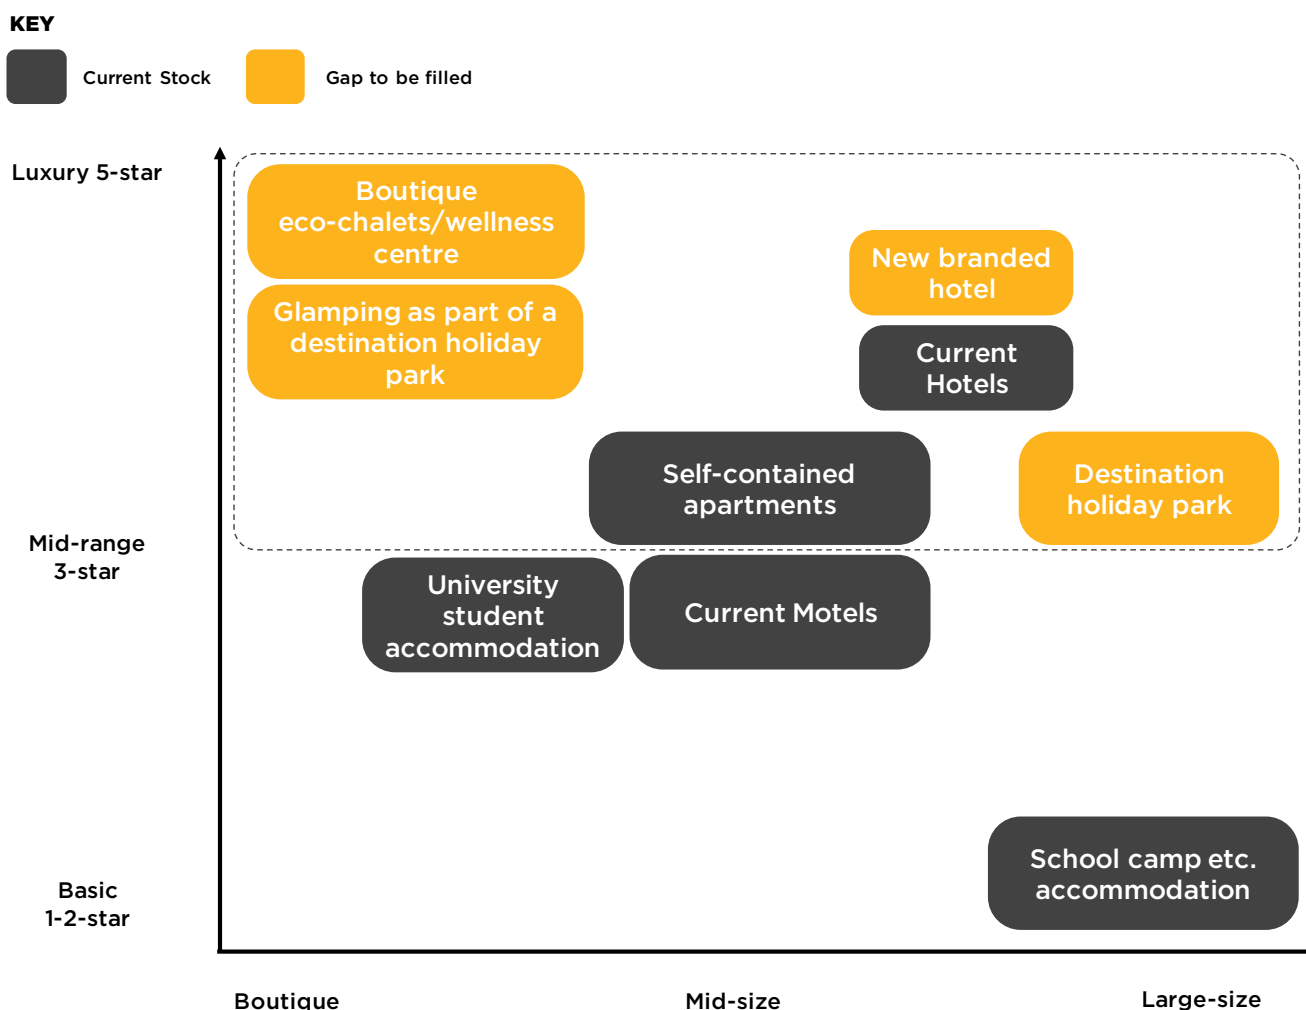 KEY
Current Stock
Gap to be filled
Luxury 5-star
Boutique
eco-chalets/wellness
centre
New branded
hotel
Glamping as part of a
destination holiday
park
Current
Hotels
Self-contained
apartments
Destination
holiday park
Mid-range
3-star
University
student
accommodation
Current Motels
School camp etc.
accommodation
Basic
1-2-star
Boutique
Mid-size
Large-size